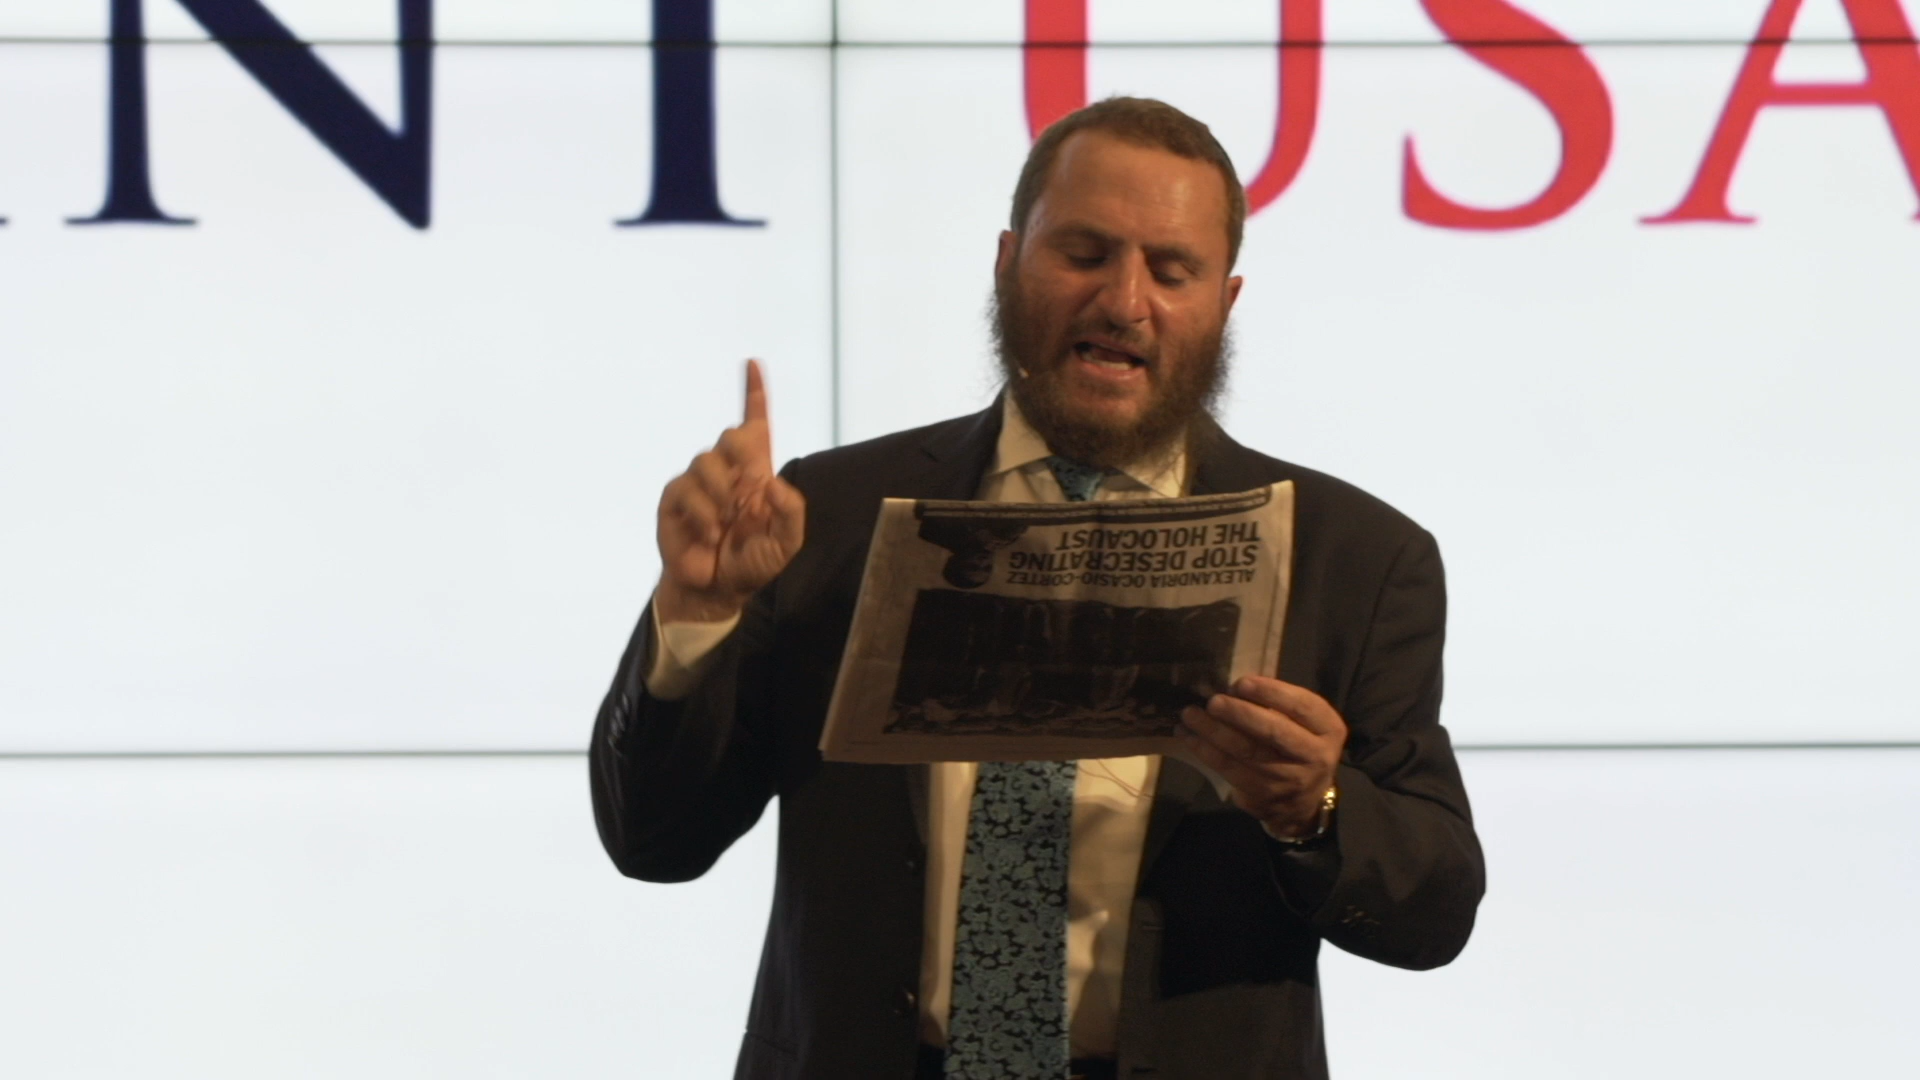 NT USA
ALEXANDRIA OCASIO-CORTEZ
STOP DESECRATING
THE HOLOCAUST